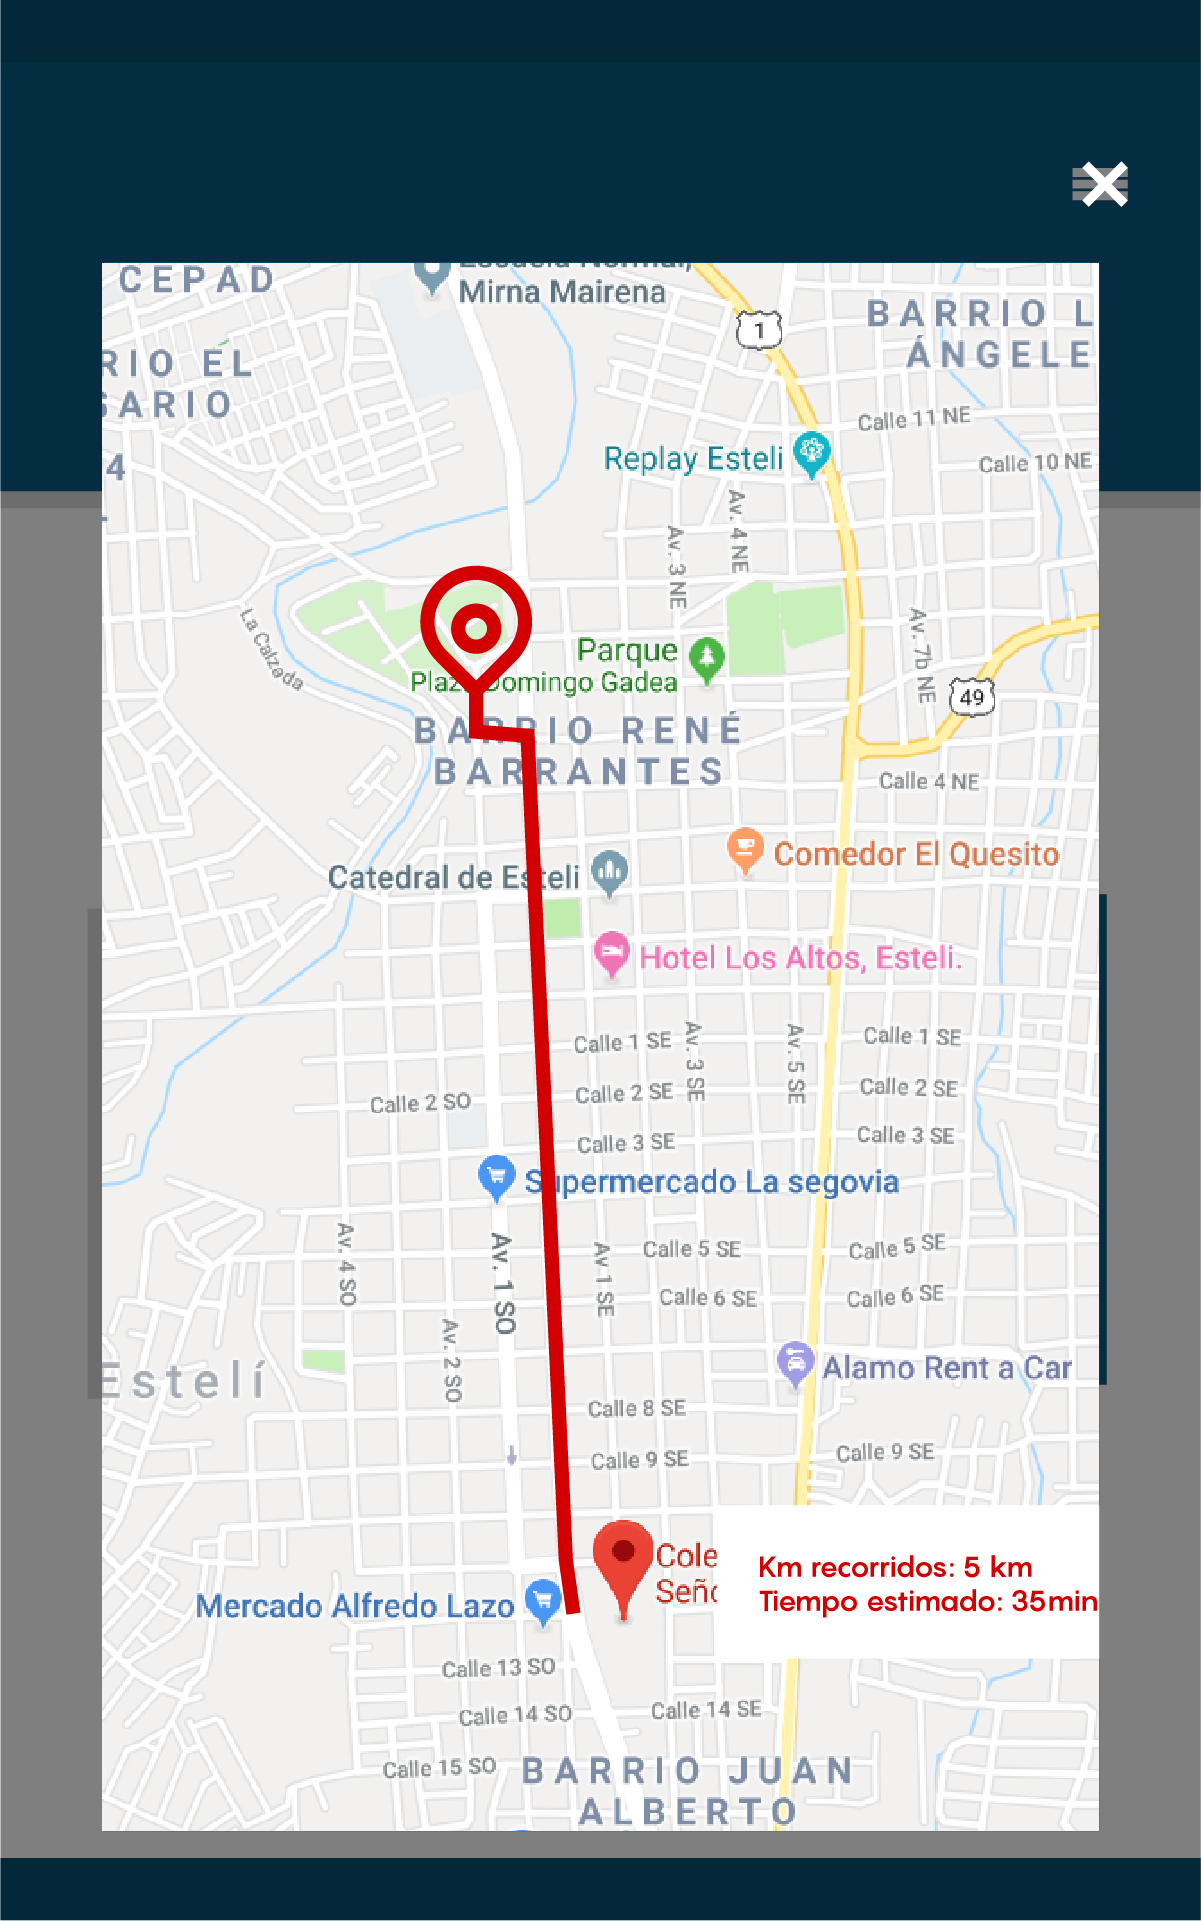 CEPAD
Mirna Mairena
1
BARRIO L
ÁNGELE
RIO EL
SARIO
Calle 11 NE
Replay Esteli
Calle 10 NE
4
Av. 4 NE
Av. 3 NE
La Calzada
Av. 7b NE
Parque
Plaza Domingo Gadea
49
BARRIO RENÉ
BARRANTES
Calle 4 NE
Comedor El Quesito
Catedral de Esteli
Hotel Los Altos, Esteli.
Calle 1 SE
Av. 3 SE
Av. 5 SE
Calle 1 SE
Calle 2 SO
Calle 2 SE
Calle 2 SE
Calle 3 SE
Calle 3 SE
Supermercado La segovia
Av. 4 SO
Av. 1 SO
Av 1 SE
Calle 5 SE
Calle 5 SE
Calle 6 SE
Calle 6 SE
Av. 2 SO
Estelí
Alamo Rent a Car
Calle 8 SE
Calle 9 SE
Calle 9 SE
Cole
Seño
Km recorridos: 5 km
Tiempo estimado: 35min
Mercado Alfredo Lazo
Calle 13 SO
Calle 14 SO
Calle 14 SE
Calle 15 SO
BARRIO JUAN
ALBERTO